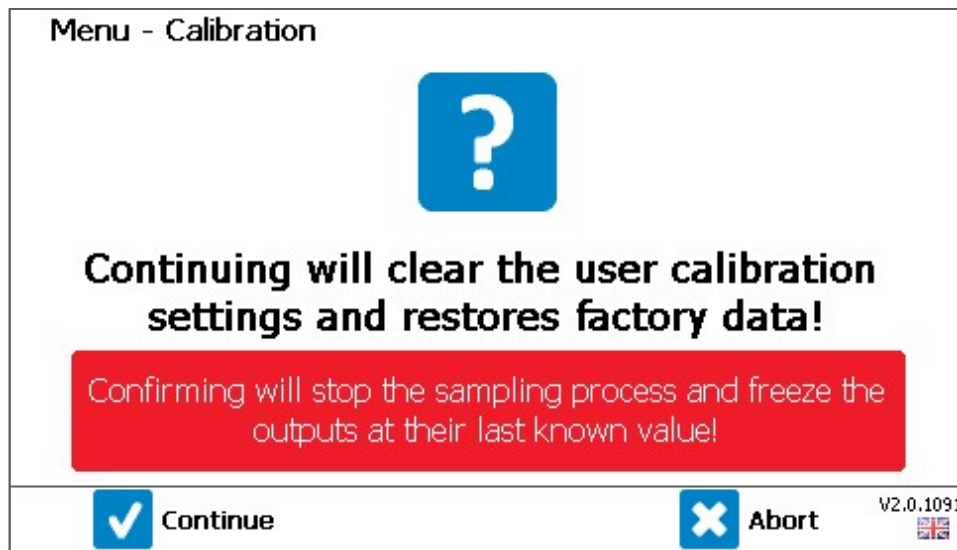 Menu - Calibration
?
Continuing will clear the user calibration
settings and restores factory data!
Confirming will stop the sampling process and freeze the
outputs at their last known value!
Continue
Abort
V2.0.1091